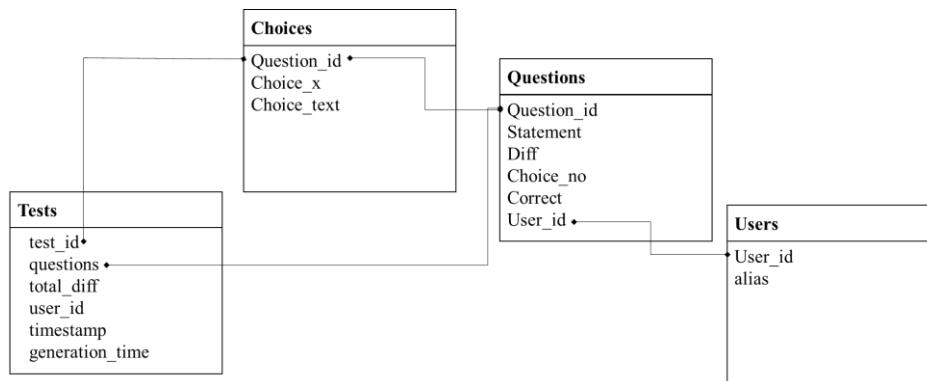 Choices
Question_id
Choice_x
Choice_text
Questions
Question_id
Statement
Diff
Choice_no
Correct
User_id
Tests
test_id
questions
total_diff
user_id
timestamp
generation_time
Users
User_id
alias